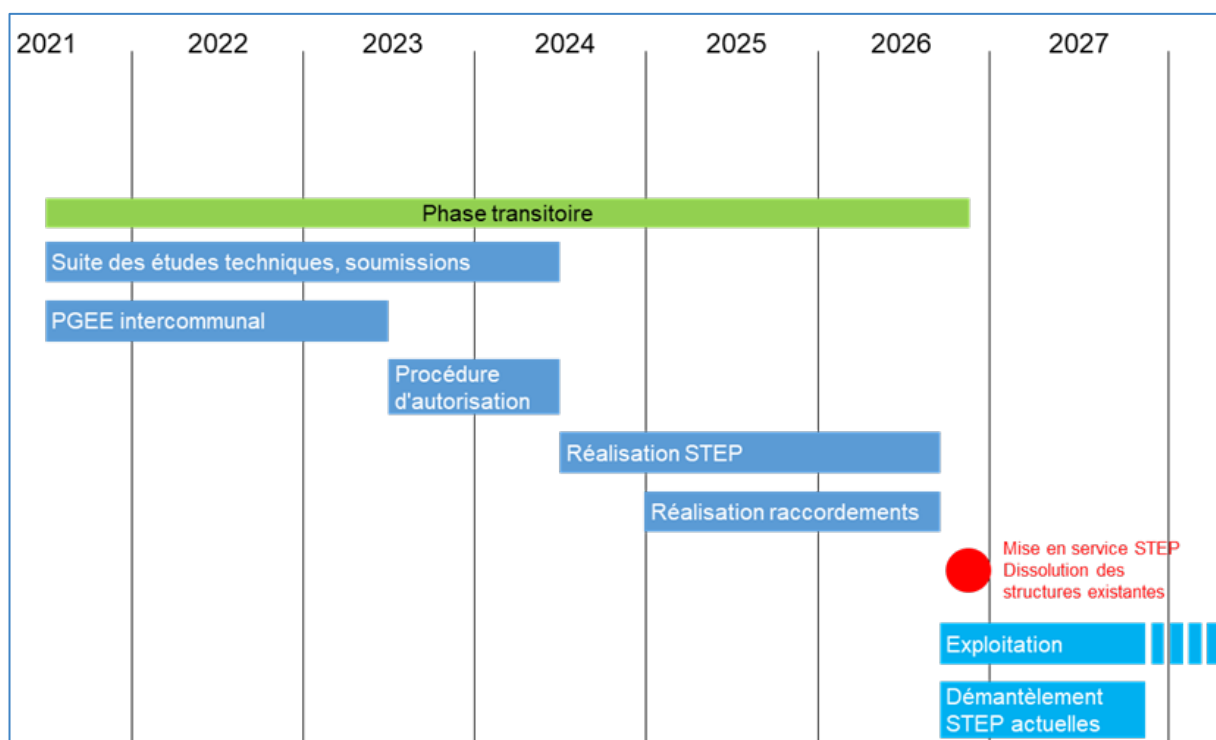 2021 2022 2023 2024 2025 2026 2027
Phase transitoire
Suite des études techniques, soumissions
PGEE intercommunal
Procédure
d'autorisation
Réalisation STEP
Réalisation raccordements
Mise en service STEP
Dissolution des
structures existantes
Exploitation
Démantèlement
STEP actuelles